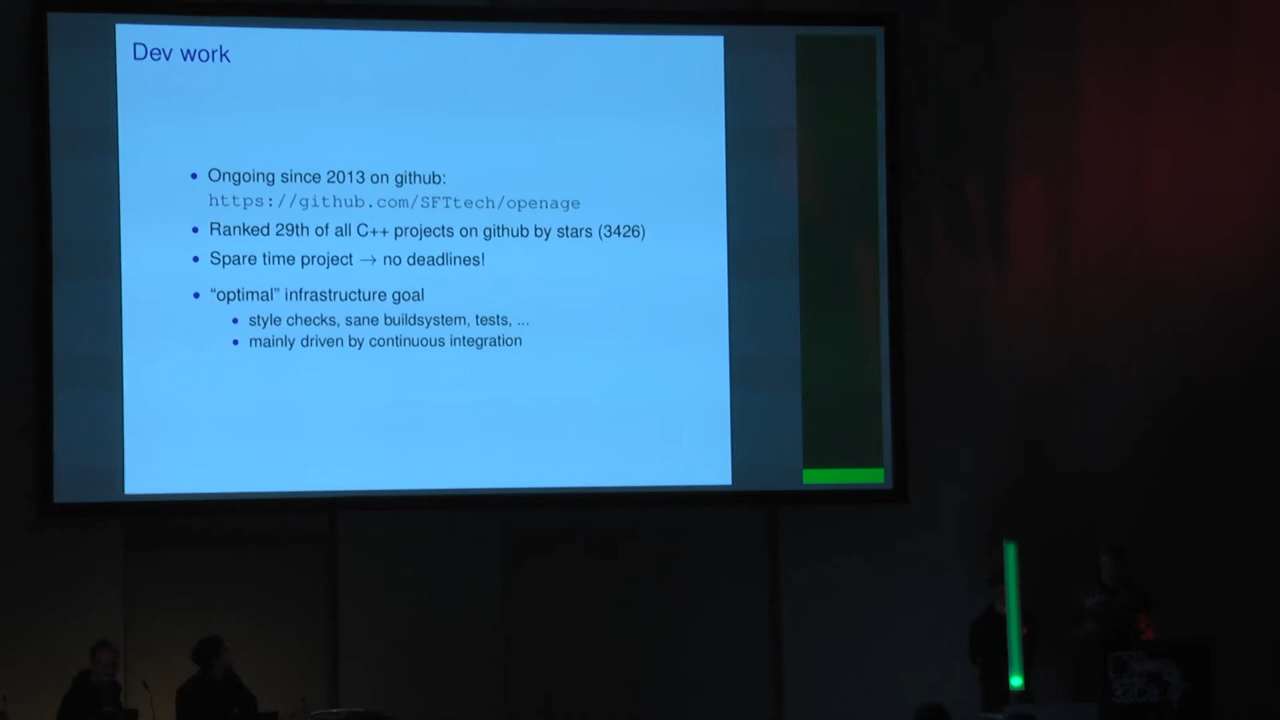 Dev work
• Ongoing since 2013 on github:
https://github.com/SFTtech/openage
• Ranked 29th of all C++ projects on github by stars (3426)
• Spare time project → no deadlines!
• “optimal” infrastructure goal
• style checks, sane buildsystem, tests, ...
• mainly driven by continuous integration